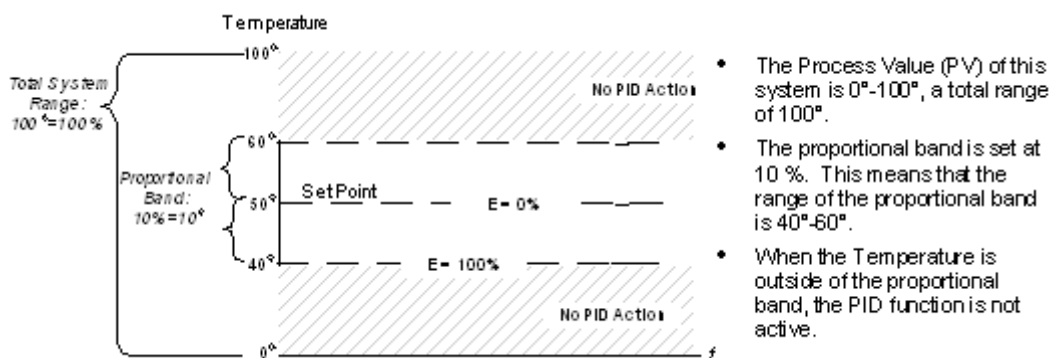 Temperature
100°
Total System
Range:
100°=100%
No PID Action
60°
Proportional
Band:
10%=10°
Set Point
50°
E = 0%
40°
E = 100%
No PID Action
0°
t
• The Process Value (PV) of this
system is 0°-100°, a total range
of 100°.
• The proportional band is set at
10 %. This means that the
range of the proportional band
is 40°-60°.
• When the Temperature is
outside of the proportional
band, the PID function is not
active.